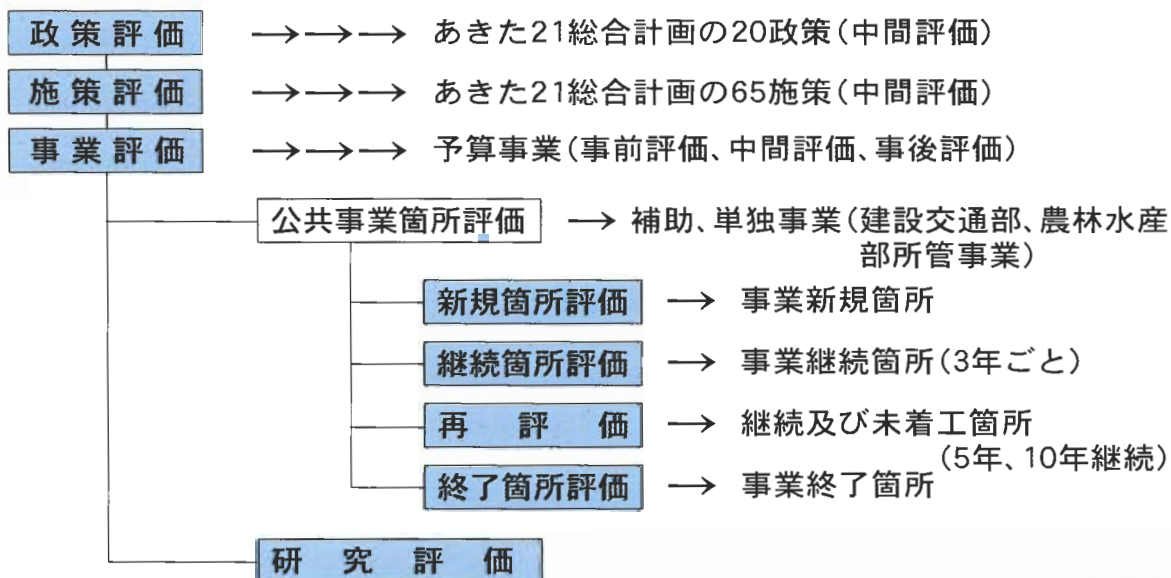 政策評価 →→→→ あきた21総合計画の20政策(中間評価)
施策評価 →→→→ あきた21総合計画の65施策(中間評価)
事業評価 →→→→ 予算事業(事前評価、中間評価、事後評価)
公共事業箇所評価 → 補助、単独事業(建設交通部、農林水産
部所管事業)
新規箇所評価 → 事業新規箇所
継続箇所評価 → 事業継続箇所(3年ごと)
再評価 → 継続及び未着工箇所
(5年、10年継続)
終了箇所評価 → 事業終了箇所
研究評価